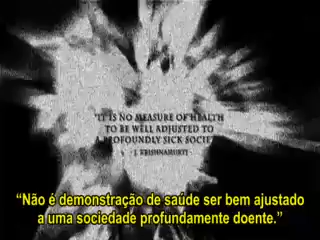 "IT IS NO MEASURE OF HEALTH
TO BE WELL ADJUSTED TO
A PROFOUNDLY SICK SOCIETY
- J. KRISHNAMURTI -
“Não é demonstração de saúde ser bem ajustado
a uma sociedade profundamente doente.”